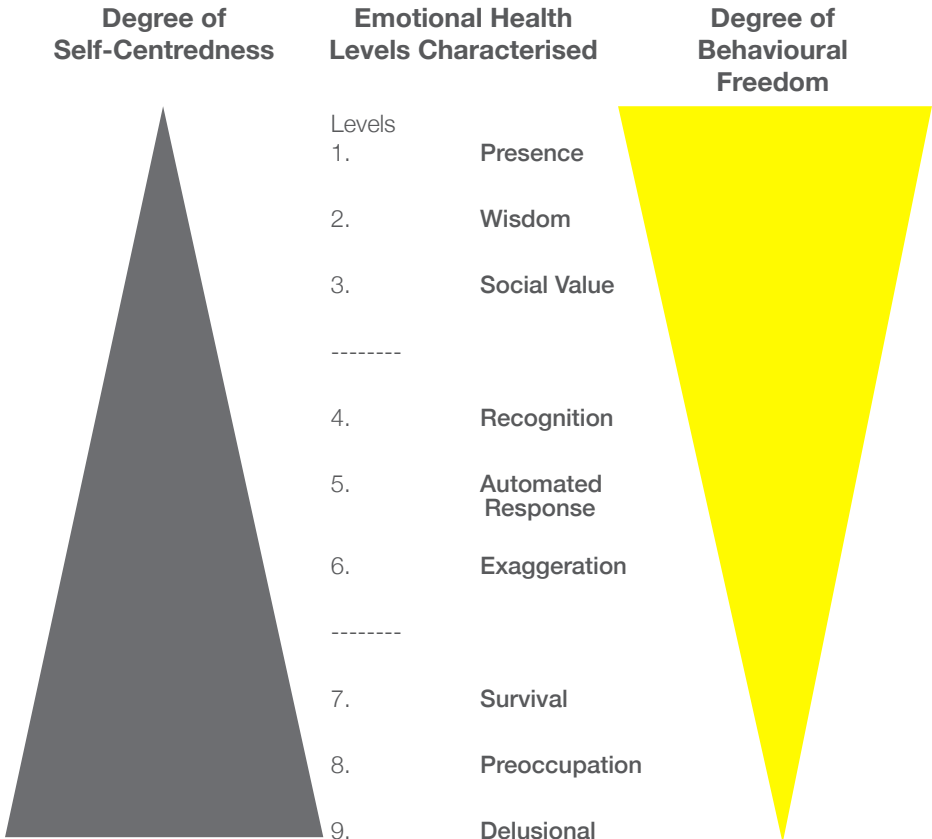 Degree of
Self-Centredness
Emotional Health
Levels Characterised
Degree of
Behavioural
Freedom
Levels
1. Presence
2. Wisdom
3. Social Value
--------
4. Recognition
5. Automated
Response
6. Exaggeration
--------
7. Survival
8. Preoccupation
9. Delusional